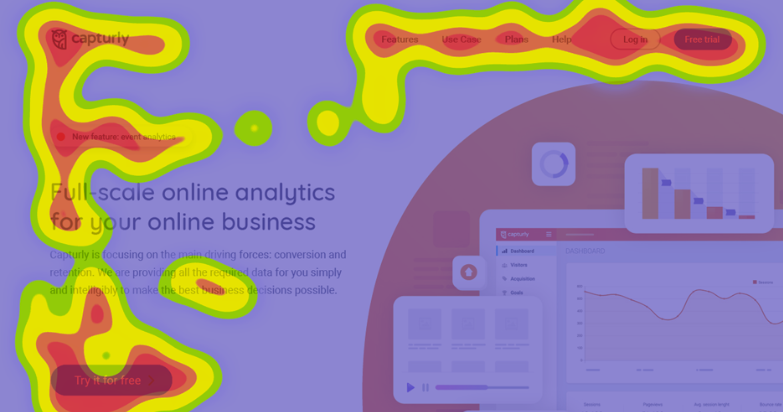 capturly
Features Use Case Plans Help Log in Free trial
New feature: event analytics
Full-scale online analytics
for your online business
Capturly is focusing on the main driving forces: conversion and
retention. We are providing all the required data for you simply
and intelligibly to make the best business decisions possible.
Try it for free
capturly
Dashboard
DASHBOARD
Visitors
Acquisition
Goals